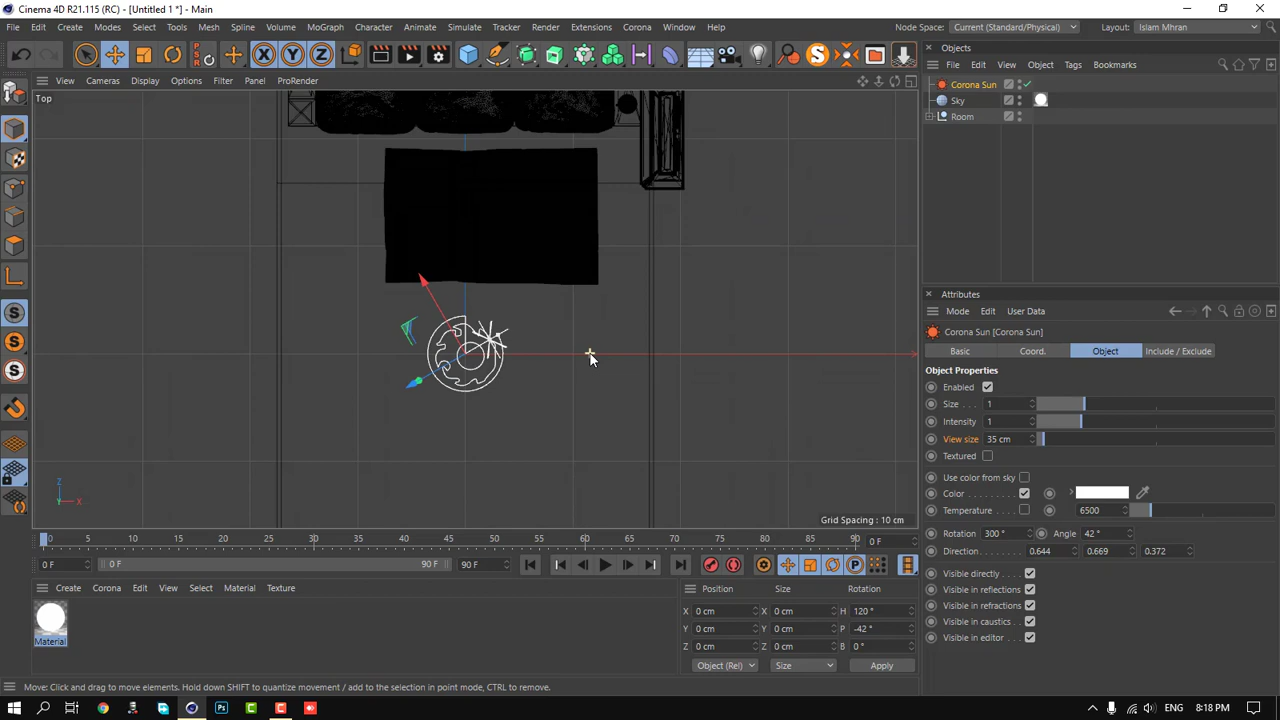 Cinema 4D R21.115 (RC) - [Untitled 1 *] - Main
File Edit Create Modes Select Tools Mesh Spline Volume MoGraph Character Animate Simulate Tracker Render Extensions Corona Window Help
Node Space: Current (Standard/Physical) Layout: Islam Mhran
View Cameras Display Options Filter Panel ProRender
Top
Grid Spacing : 10 cm
Z
Y X
Objects
File Edit View Object Tags Bookmarks
Corona Sun
Sky
Room
Attributes
Mode Edit User Data
Corona Sun [Corona Sun]
Basic Coord. Object Include / Exclude
Object Properties
Enabled
Size . . . 1
Intensity 1
View size 35 cm
Textured
Use color from sky
Color . . . . . . . . .
Temperature . . . 6500
Rotation 300 ° Angle 42 °
Direction . . . . . . . 0.644 0.669 0.372
Visible directly . . .
Visible in reflections
Visible in refractions
Visible in caustics .
Visible in editor . . .
0 5 10 15 20 25 30 35 40 45 50 55 60 65 70 75 80 85 90 0 F
0 F 0 F 90 F 90 F
Create Corona Edit View Select Material Texture
Material
Position Size Rotation
X 0 cm X 0 cm H 120 °
Y 0 cm Y 0 cm P -42 °
Z 0 cm Z 0 cm B 0 °
Object (Rel) Size Apply
Move: Click and drag to move elements. Hold down SHIFT to quantize movement / add to the selection in point mode, CTRL to remove.
ENG 8:18 PM